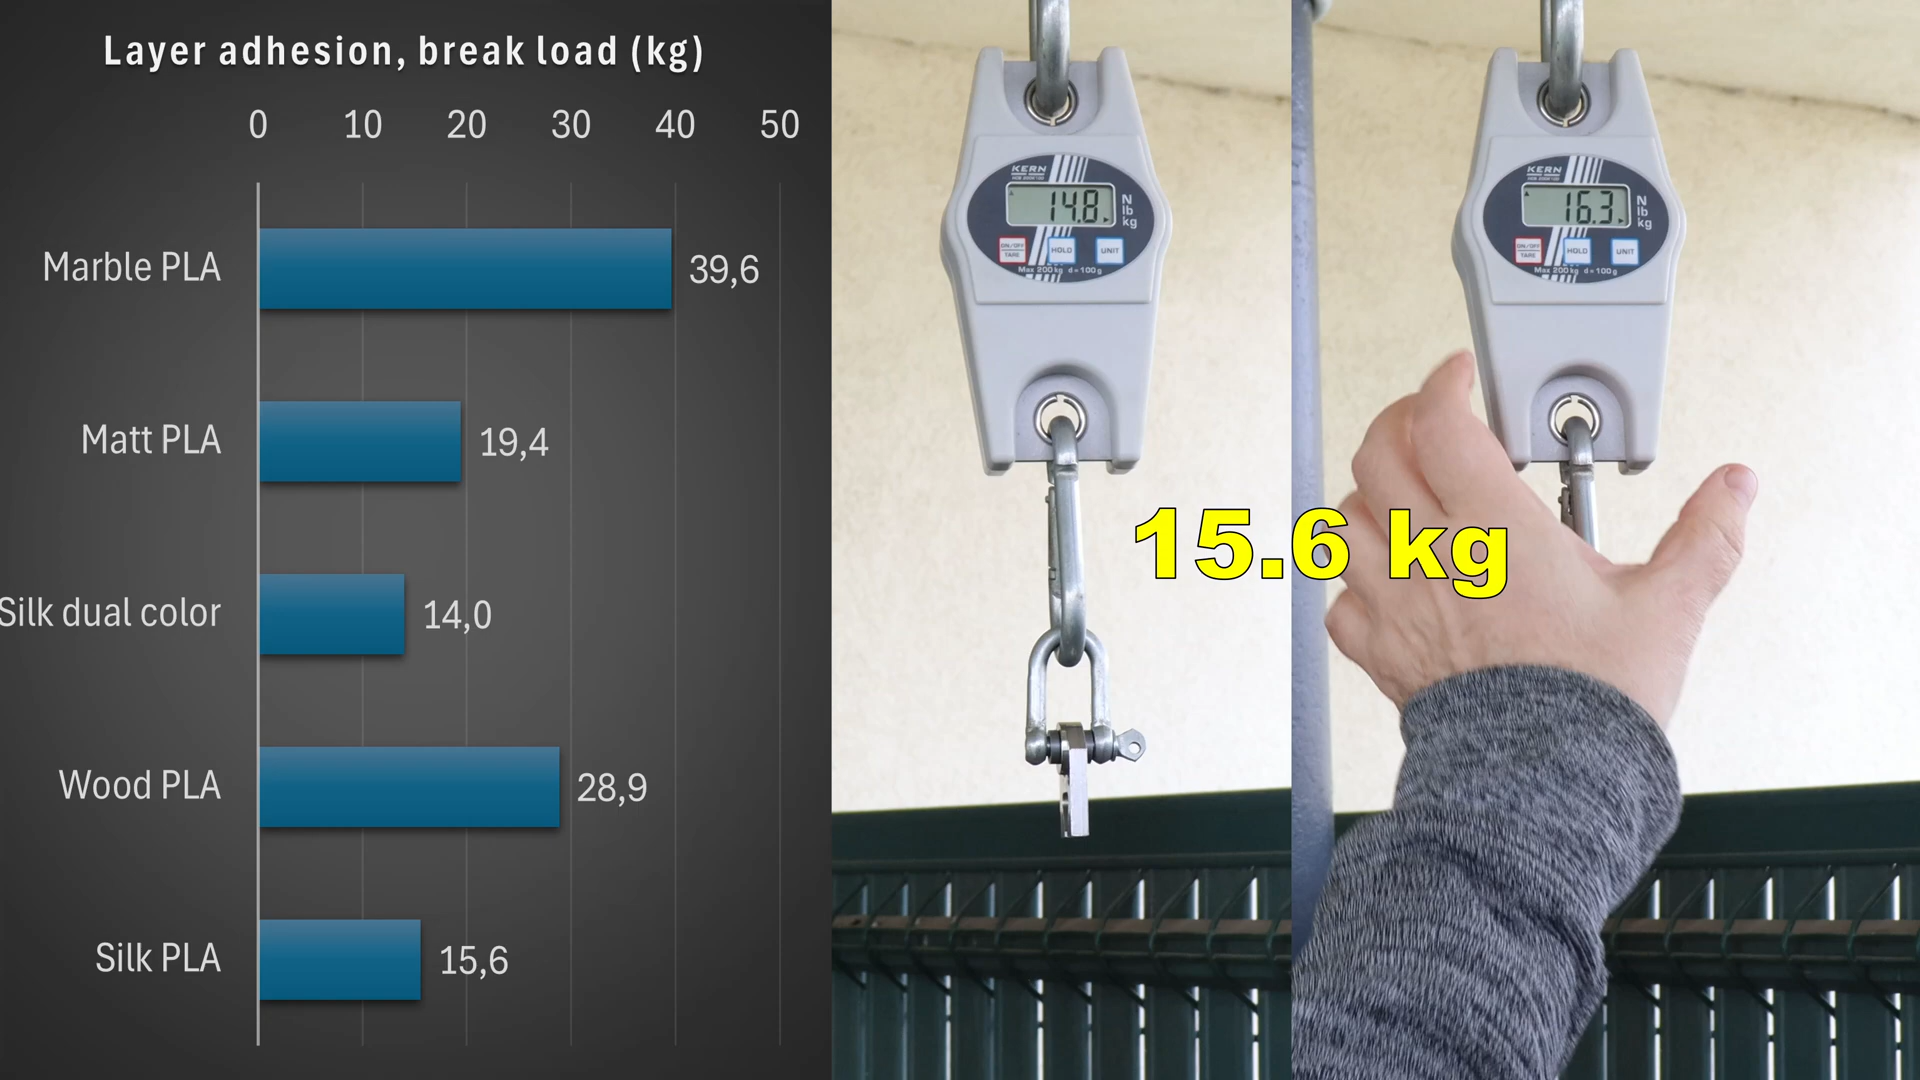 Layer adhesion, break load (kg)
0 10 20 30 40 50
Marble PLA 39,6
Matt PLA 19,4
Silk dual color 14,0
Wood PLA 28,9
Silk PLA 15,6
KERN
14.8
N
lb
kg
ON/OFF
TARE
HOLD
UNIT
Max 200 kg d=100g
KERN
16.3
N
lb
kg
ON/OFF
TARE
HOLD
UNIT
Max 200 kg d=100g
15.6 kg